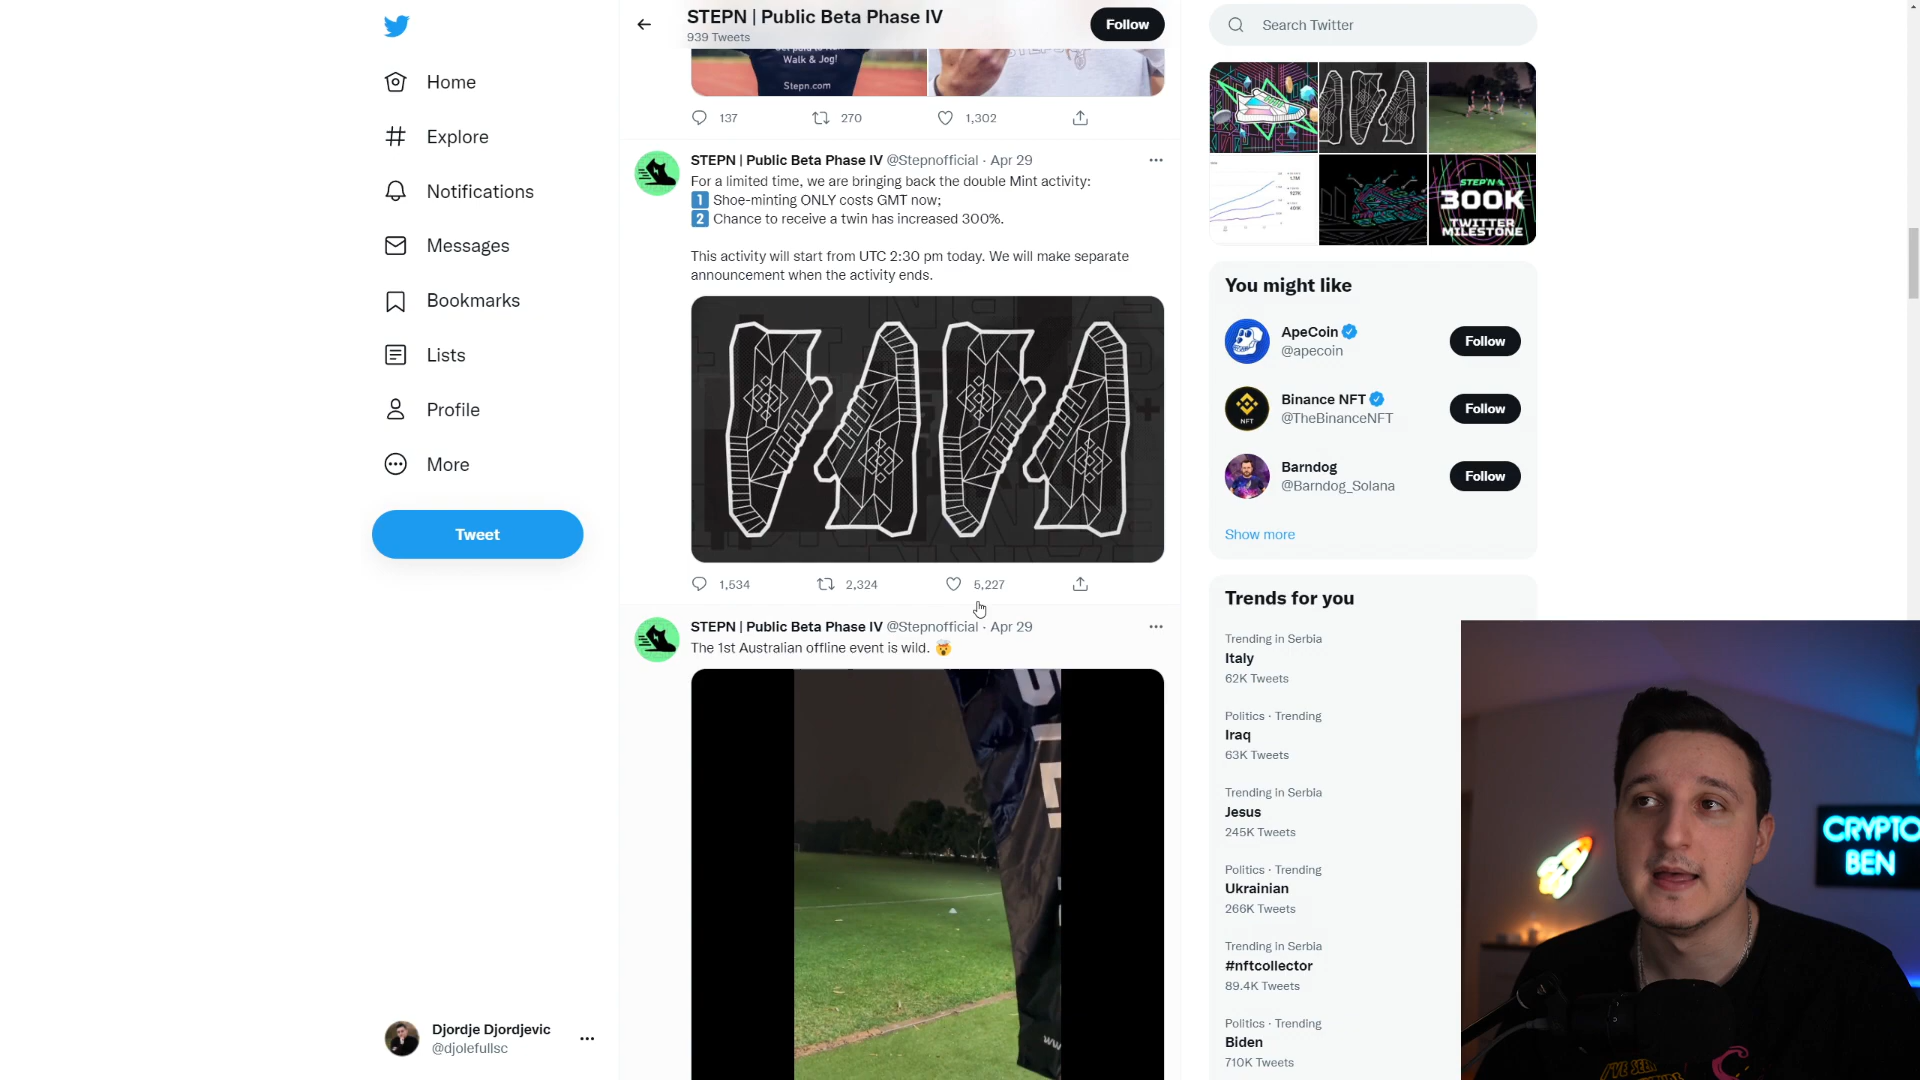 Home
Explore
Notifications
Messages
Bookmarks
Lists
Profile
More
Tweet
Djordje Djordjevic
@djolefullsc
STEPN | Public Beta Phase IV
939 Tweets
Follow
Walk & Jog!
Stepn.com
137 270 1,302
STEPN | Public Beta Phase IV @Stepnofficial · Apr 29
For a limited time, we are bringing back the double Mint activity:
1 Shoe-minting ONLY costs GMT now;
2 Chance to receive a twin has increased 300%.
This activity will start from UTC 2:30 pm today. We will make separate
announcement when the activity ends.
1,534 2,324 5,227
STEPN | Public Beta Phase IV @Stepnofficial · Apr 29
The 1st Australian offline event is wild. 🤯
Search Twitter
STEP'N
300K
TWITTER
MILESTONE
You might like
ApeCoin
@apecoin
Follow
NFT
Binance NFT
@TheBinanceNFT
Follow
Barndog
@Barndog_Solana
Follow
Show more
Trends for you
Trending in Serbia
Italy
62K Tweets
Politics · Trending
Iraq
63K Tweets
Trending in Serbia
Jesus
245K Tweets
Politics · Trending
Ukrainian
266K Tweets
Trending in Serbia
#nftcollector
89.4K Tweets
Politics · Trending
Biden
710K Tweets
CRYPTO
BEN
I'VE SEEN